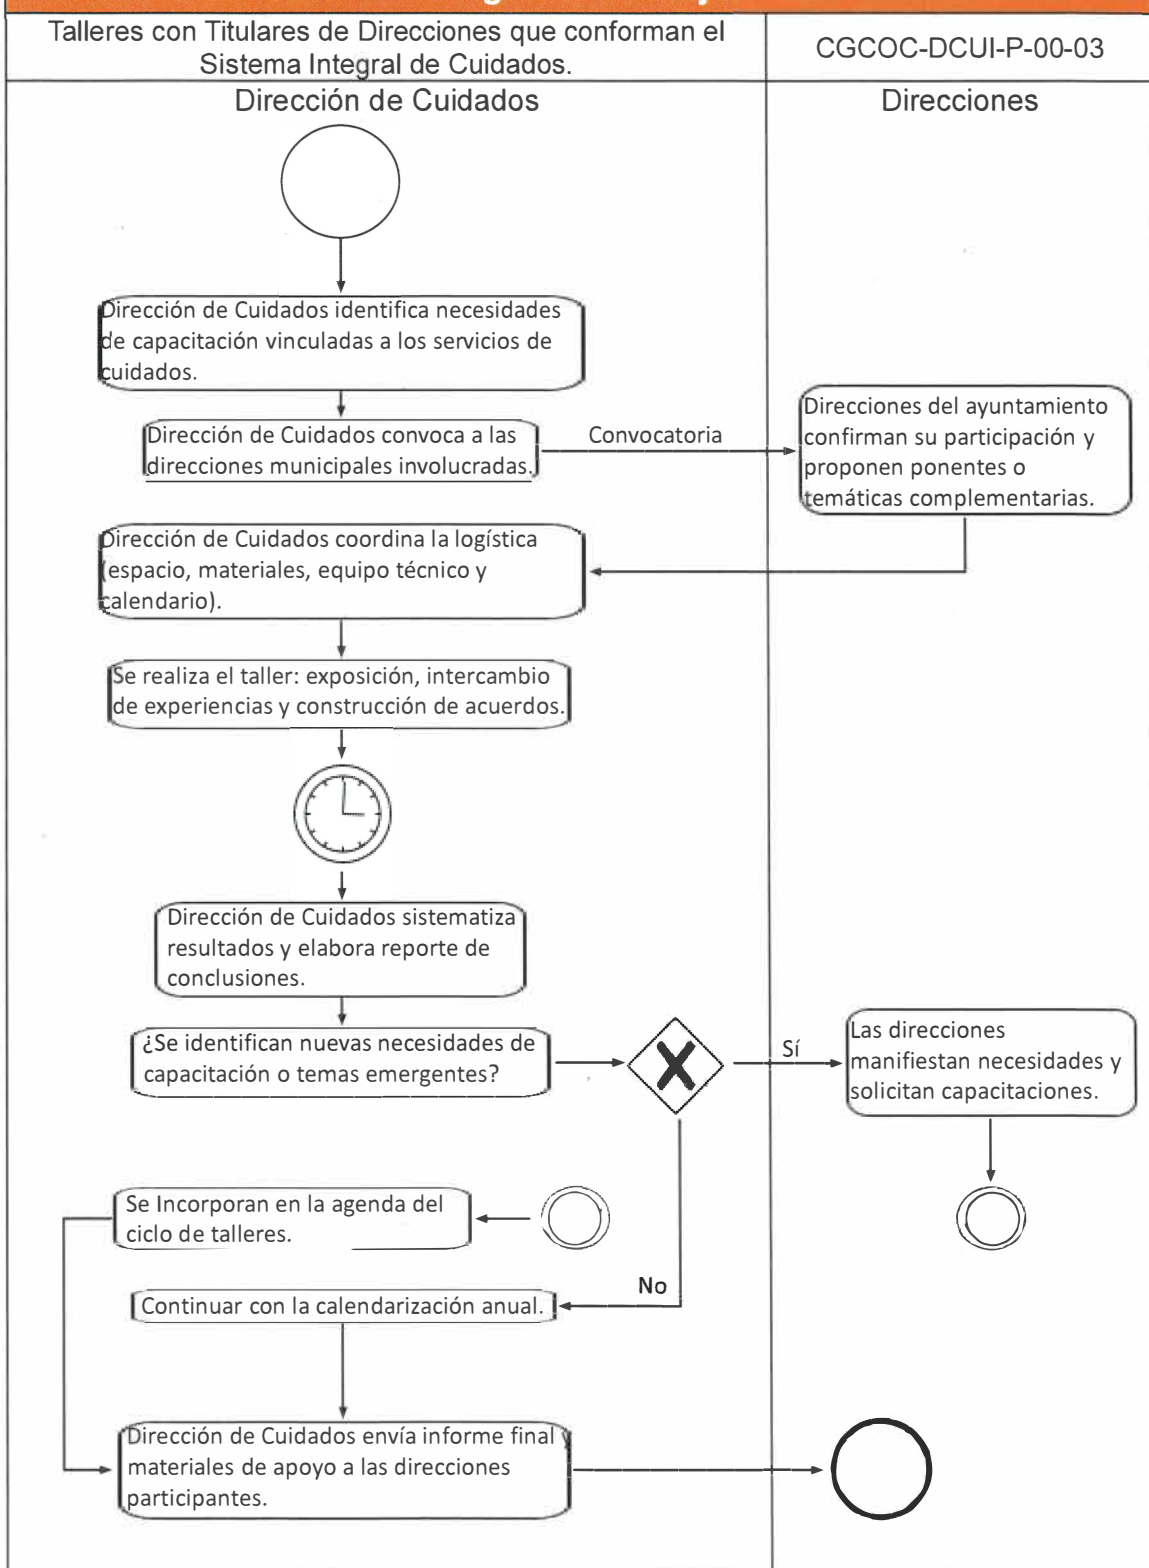 Talleres con Titulares de Direcciones que conforman el
Sistema Integral de Cuidados.
CGCOC-DCUI-P-00-03
Dirección de Cuidados
Direcciones
Dirección de Cuidados identifica necesidades
de capacitación vinculadas a los servicios de
cuidados.
Dirección de Cuidados convoca a las
direcciones municipales involucradas.
Convocatoria
Direcciones del ayuntamiento
confirman su participación y
proponen ponentes o
temáticas complementarias.
Dirección de Cuidados coordina la logística
(espacio, materiales, equipo técnico y
calendario).
Se realiza el taller: exposición, intercambio
de experiencias y construcción de acuerdos.
Dirección de Cuidados sistematiza
resultados y elabora reporte de
conclusiones.
¿Se identifican nuevas necesidades de
capacitación o temas emergentes?
Sí
Las direcciones
manifiestan necesidades y
solicitan capacitaciones.
Se Incorporan en la agenda del
ciclo de talleres.
No
Continuar con la calendarización anual.
Dirección de Cuidados envía informe final y
materiales de apoyo a las direcciones
participantes.